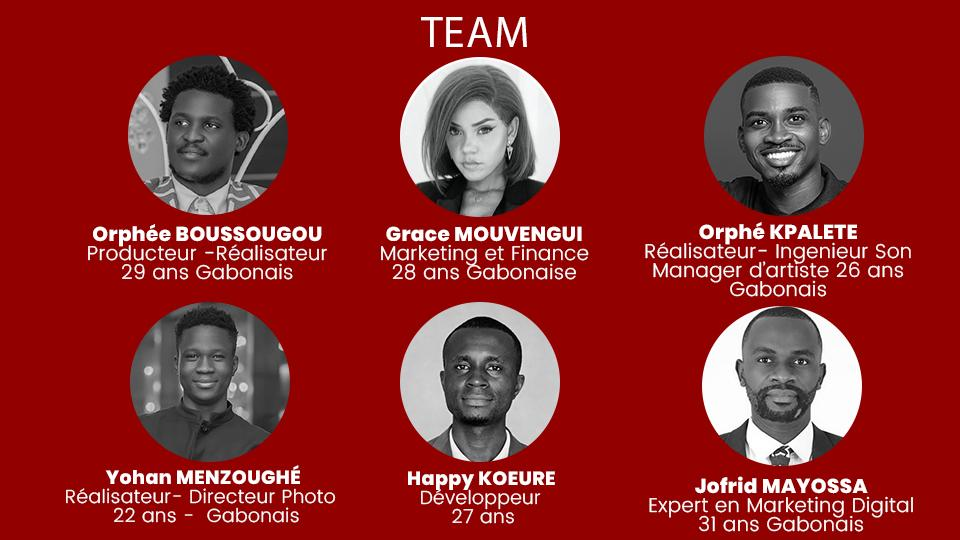 TEAM
Orphée BOUSSOUGOU
Producteur -Réalisateur
29 ans Gabonais
Grace MOUVENGUI
Marketing et Finance
28 ans Gabonaise
Orphé KPALETE
Réalisateur- Ingenieur Son
Manager d'artiste 26 ans
Gabonais
Yohan MENZOUGHÉ
Réalisateur- Directeur Photo
22 ans - Gabonais
Happy KOEURE
Développeur
27 ans
Jofrid MAYOSSA
Expert en Marketing Digital
31 ans Gabonais